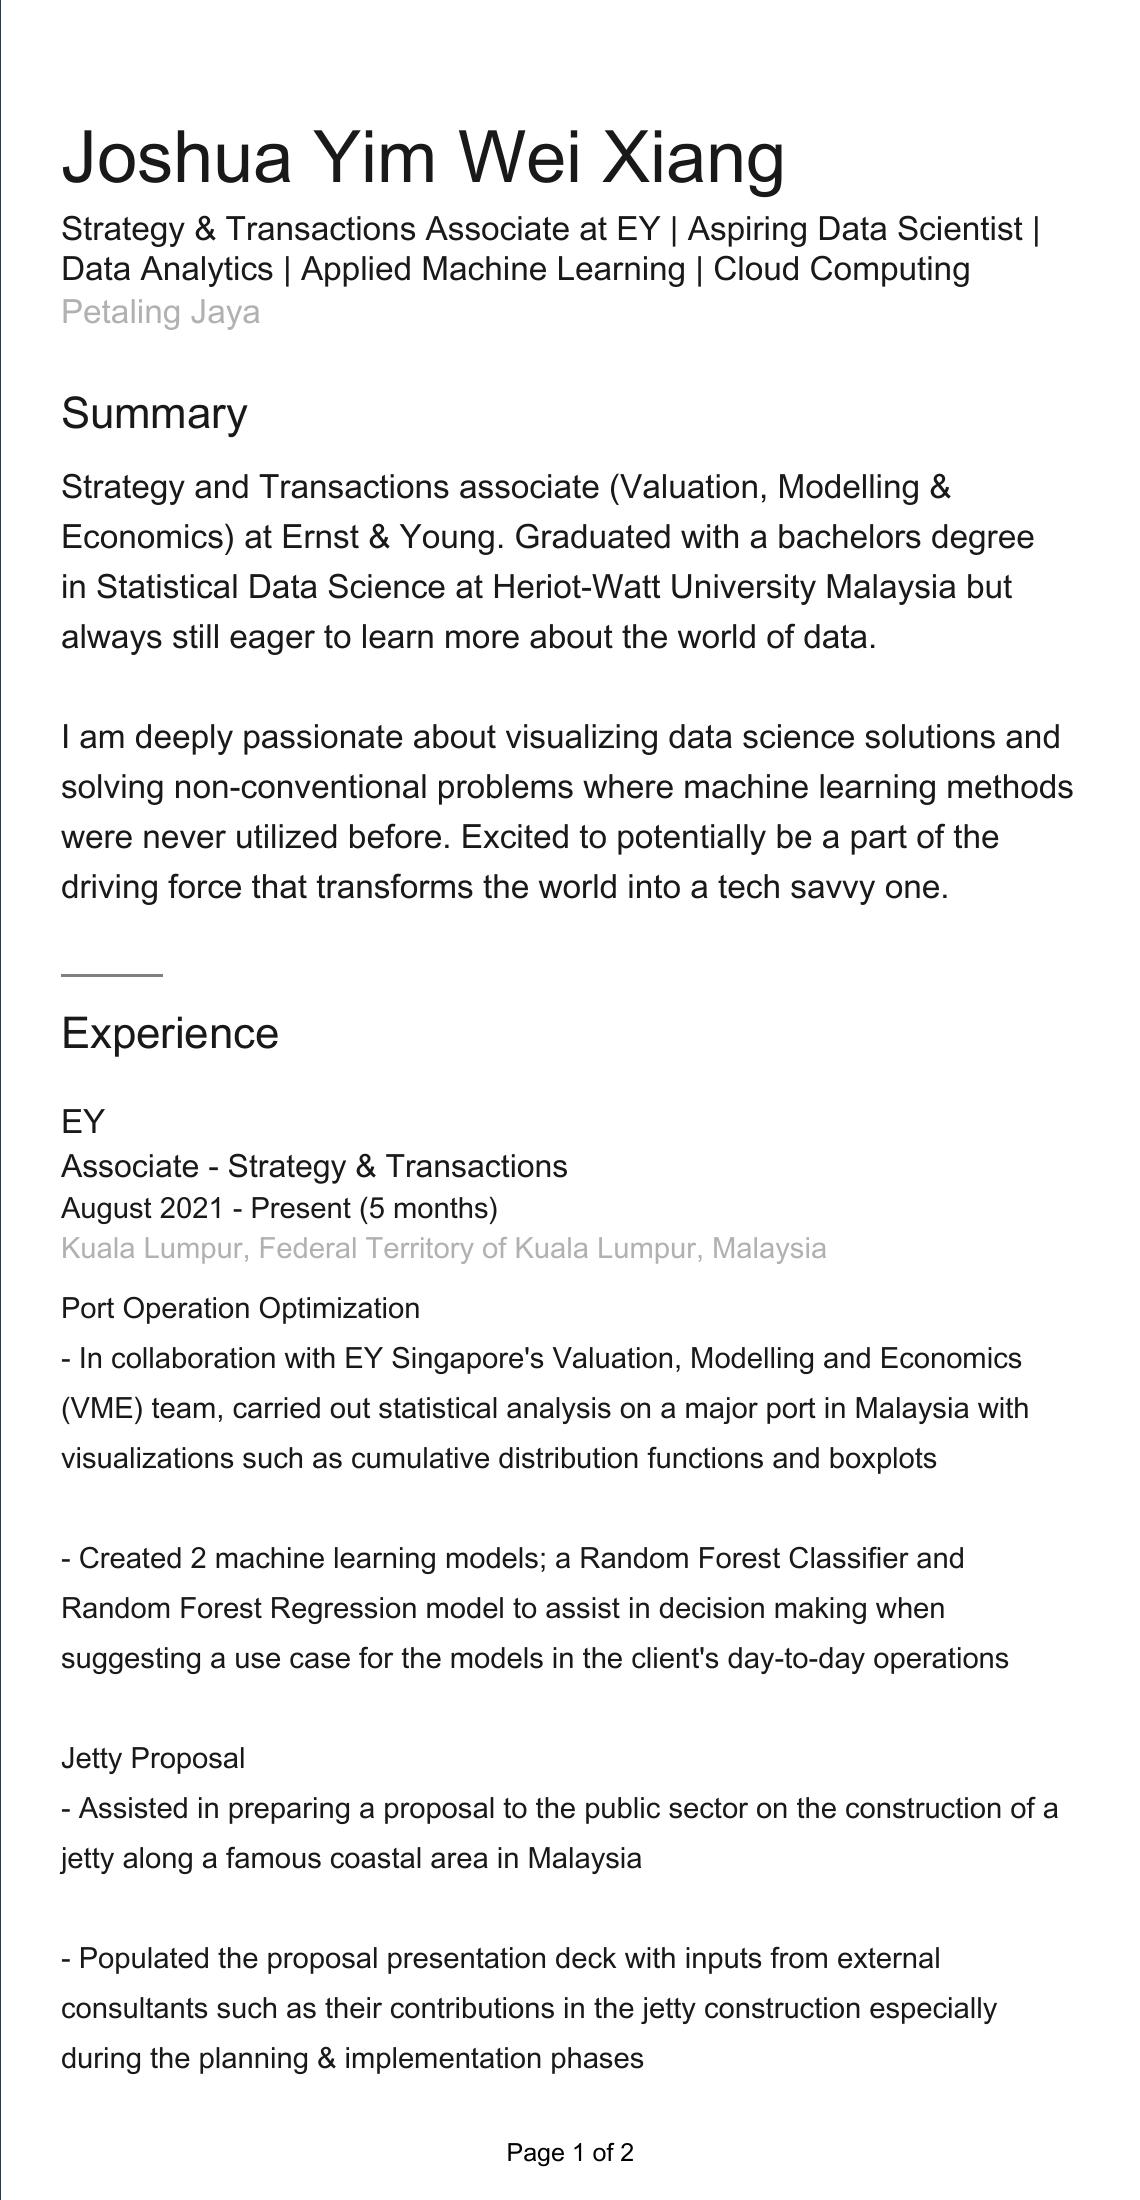 Joshua Yim Wei Xiang
Strategy & Transactions Associate at EY | Aspiring Data Scientist |
Data Analytics | Applied Machine Learning | Cloud Computing
Petaling Jaya
Summary
Strategy and Transactions associate (Valuation, Modelling &
Economics) at Ernst & Young. Graduated with a bachelors degree
in Statistical Data Science at Heriot-Watt University Malaysia but
always still eager to learn more about the world of data.
I am deeply passionate about visualizing data science solutions and
solving non-conventional problems where machine learning methods
were never utilized before. Excited to potentially be a part of the
driving force that transforms the world into a tech savvy one.
Experience
EY
Associate - Strategy & Transactions
August 2021 - Present (5 months)
Kuala Lumpur, Federal Territory of Kuala Lumpur, Malaysia
Port Operation Optimization
- In collaboration with EY Singapore's Valuation, Modelling and Economics
(VME) team, carried out statistical analysis on a major port in Malaysia with
visualizations such as cumulative distribution functions and boxplots
- Created 2 machine learning models; a Random Forest Classifier and
Random Forest Regression model to assist in decision making when
suggesting a use case for the models in the client's day-to-day operations
Jetty Proposal
- Assisted in preparing a proposal to the public sector on the construction of a
jetty along a famous coastal area in Malaysia
- Populated the proposal presentation deck with inputs from external
consultants such as their contributions in the jetty construction especially
during the planning & implementation phases
Page 1 of 2